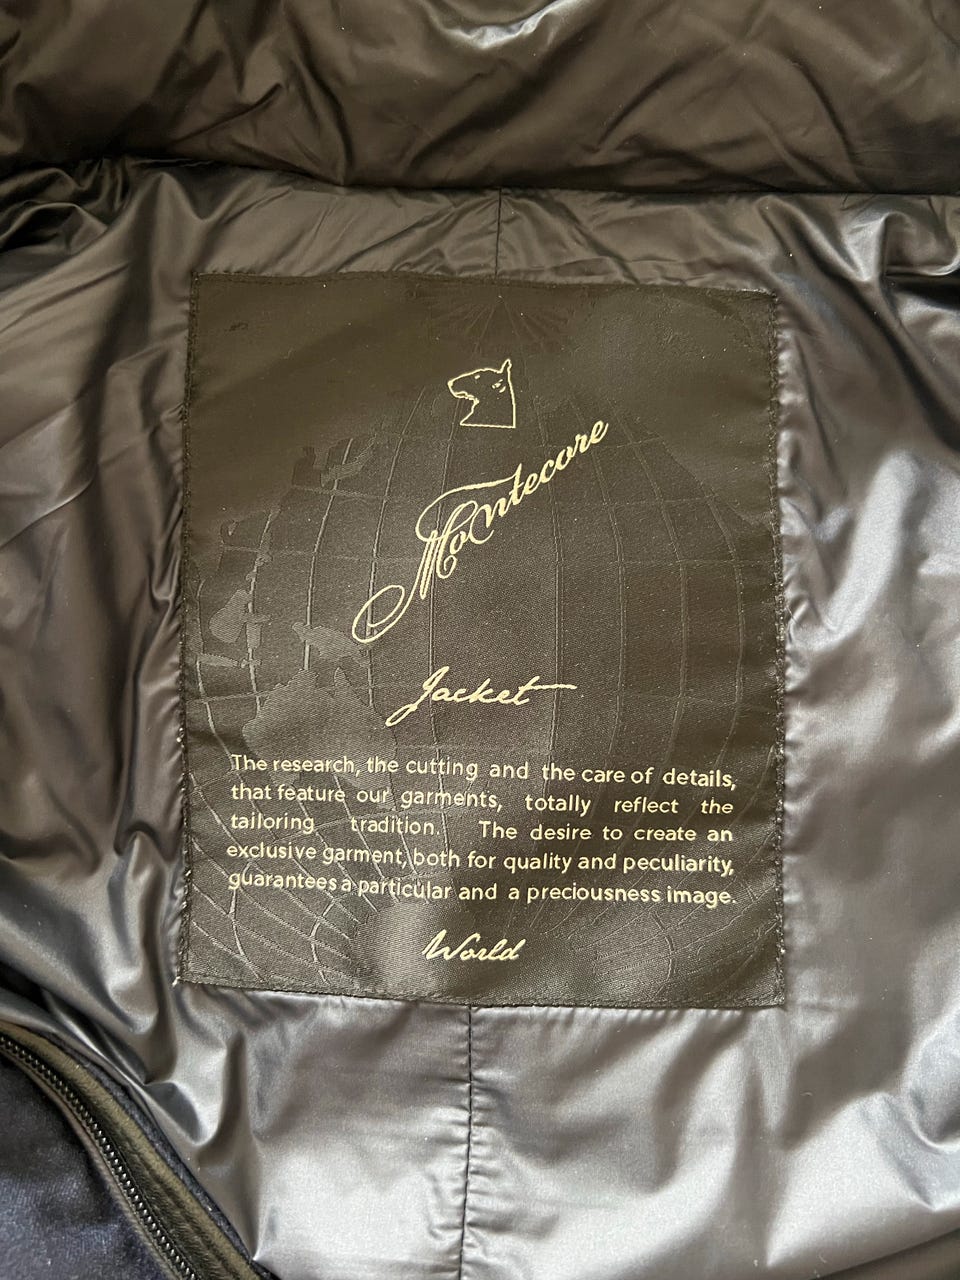 Montecore
Jacket
The research, the cutting and the care of details,
that feature our garments, totally reflect the
tailoring tradition. The desire to create an
exclusive garment, both for quality and peculiarity,
guarantees a particular and a preciousness image.
World